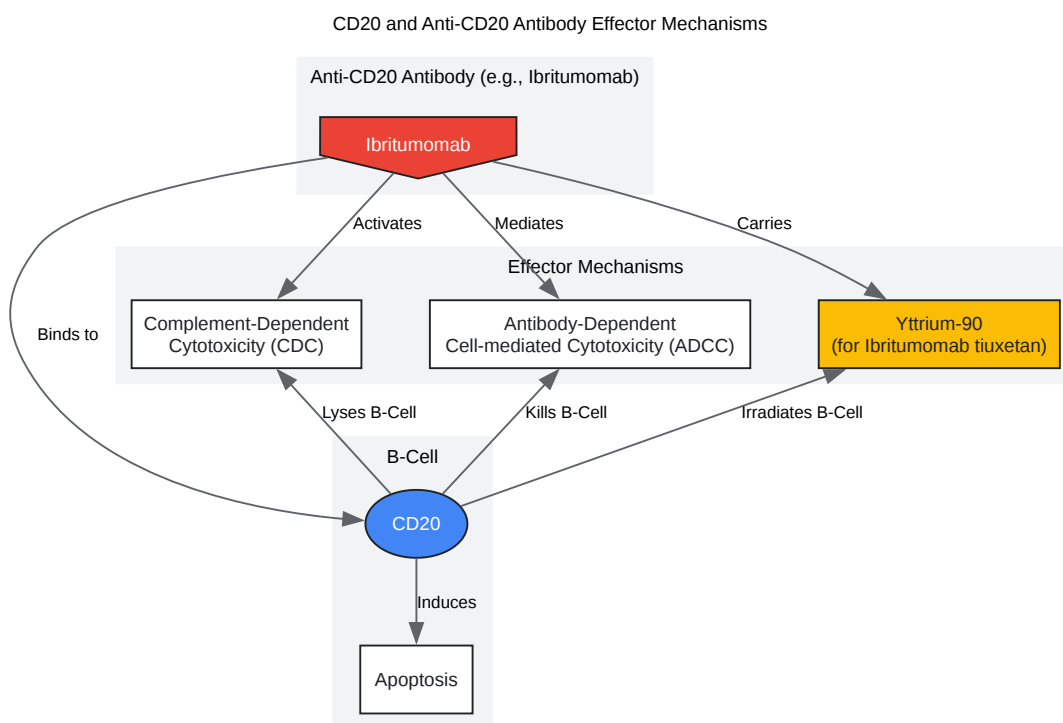 CD20 and Anti-CD20 Antibody Effector Mechanisms
Anti-CD20 Antibody (e.g., Ibritumomab)
Ibritumomab
Activates
Mediates
Carries
Effector Mechanisms
Binds to
Complement-Dependent
Cytotoxicity (CDC)
Antibody-Dependent
Cell-mediated Cytotoxicity (ADCC)
Yttrium-90
(for Ibritumomab tiuxetan)
Lyses B-Cell
Kills B-Cell
Irradiates B-Cell
B-Cell
CD20
Induces
Apoptosis